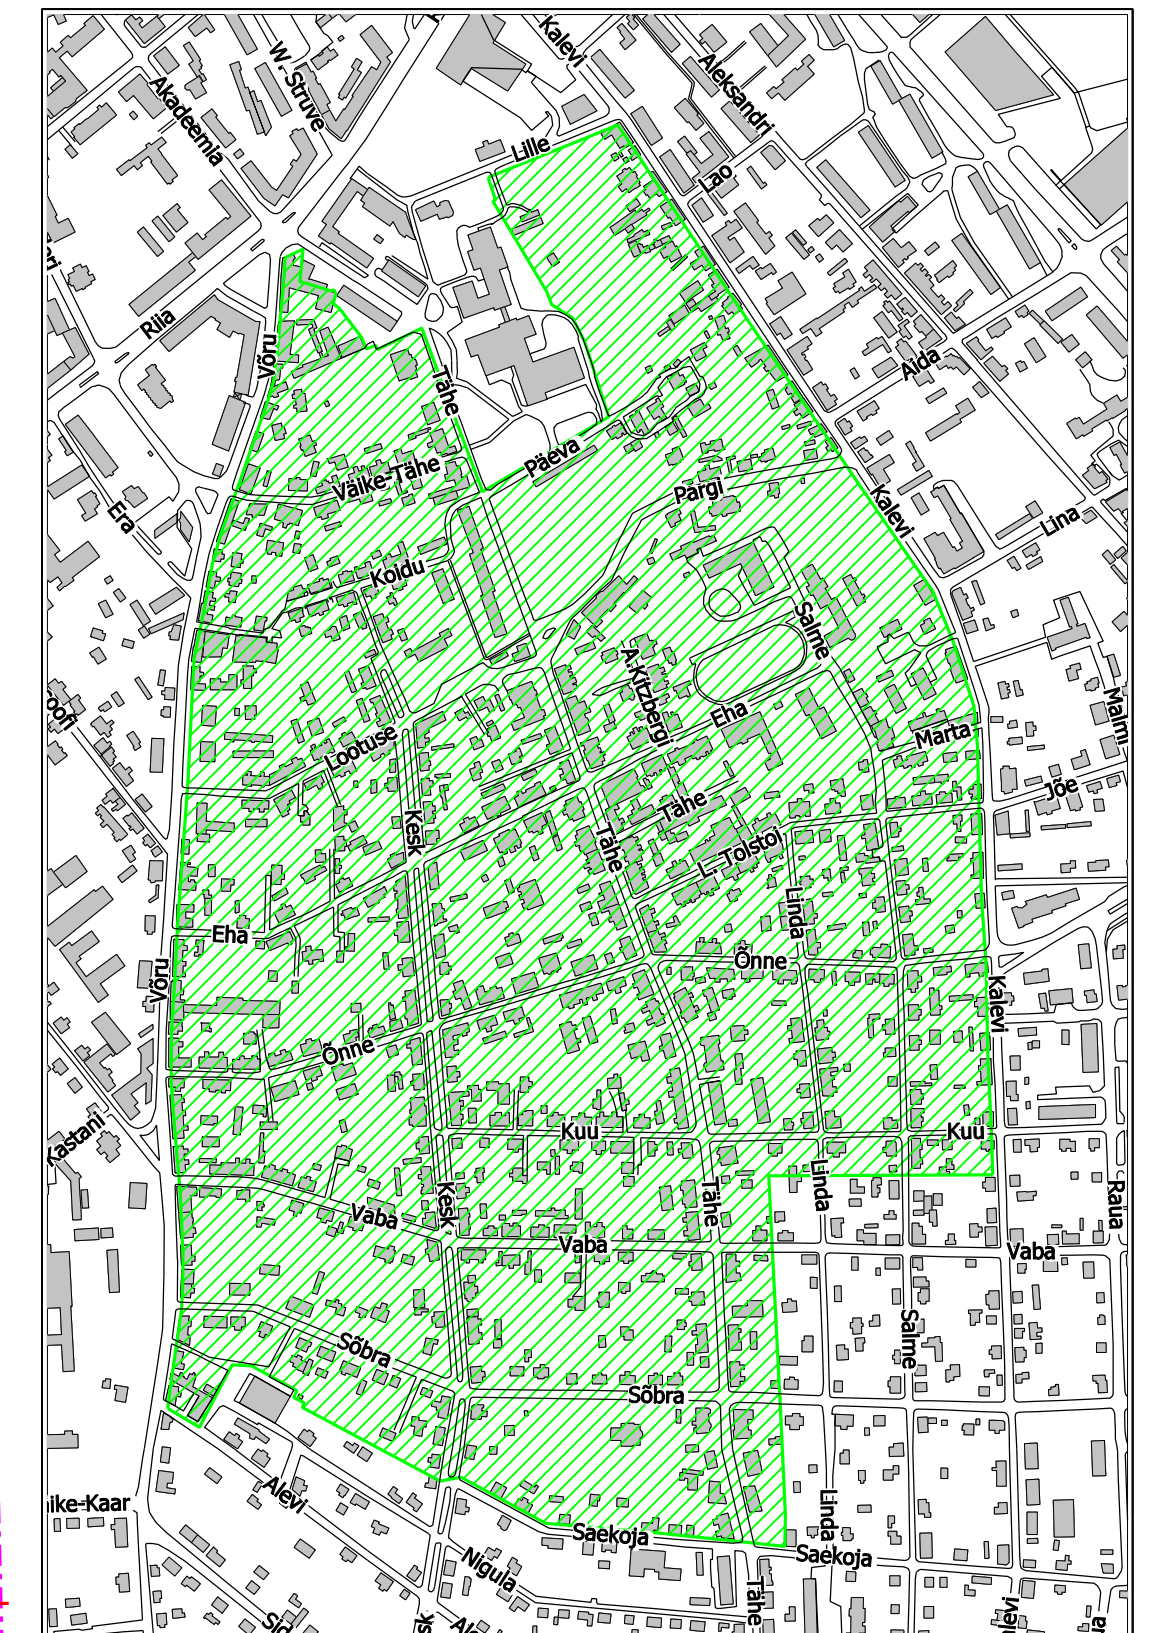 Kalevi
W. Struve
Aleksandri
Akadeemia
Lille
Lao
Riia
Võru
Aida
Tähe
Päeva
Väike-Tähe
Pargi
Kalevi
Era
Lina
Koidu
Salme
A.Kitzbergi
Eha
Malmi
Marta
Lootuse
Jõe
Tähe
Kesk
Tähe
L. Tolstoi
Linda
Eha
Õnne
Võru
Kalevi
Õnne
Kastani
Kuu
Kuu
Linda
Tähe
Kesk
Raua
Vaba
Vaba
Vaba
Salme
Sõbra
Sõbra
Alevi
Linda
Saekoja
Saekoja
Nigula
Tähe